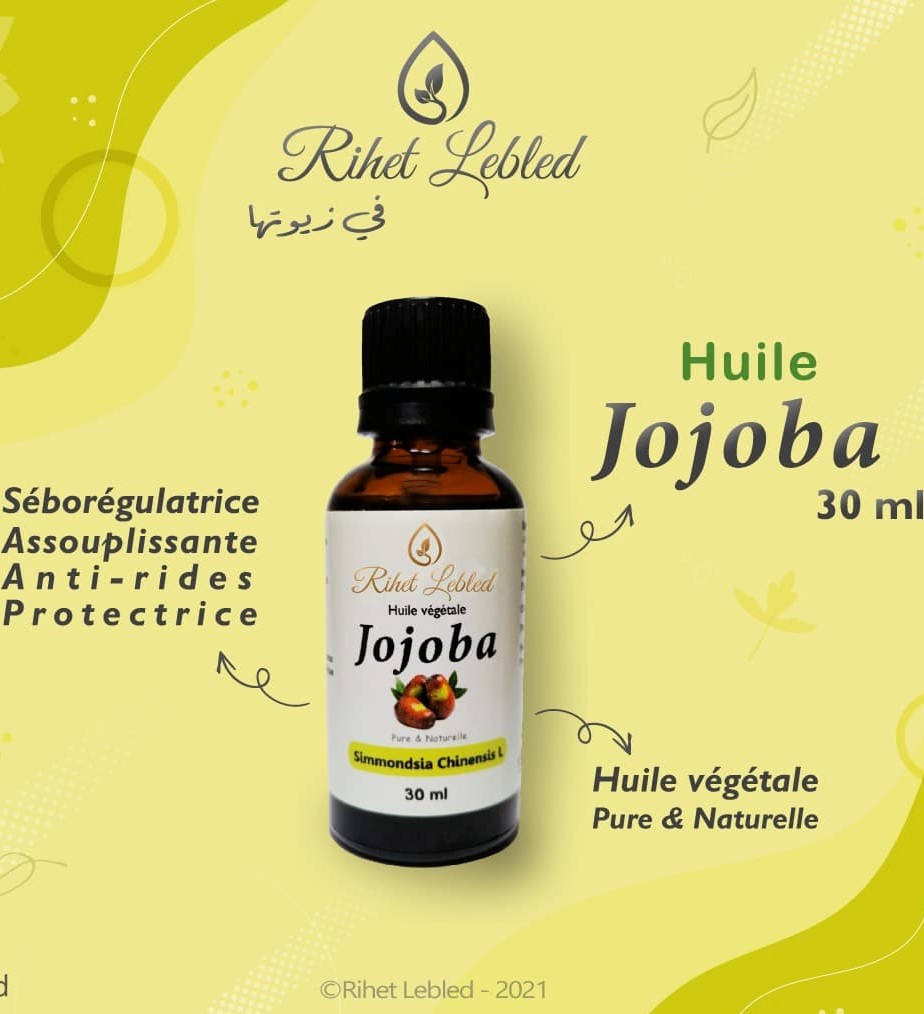 Rihet Lebled
في زيوتها
Huile
Jojoba
30 ml
Séborégulatrice
Assouplissante
Anti-rides
Protectrice
Rihet Lebled
Huile végétale
Jojoba
Pure & Naturelle
Simmondsia Chinensis L
30 ml
Huile végétale
Pure & Naturelle
©Rihet Lebled - 2021